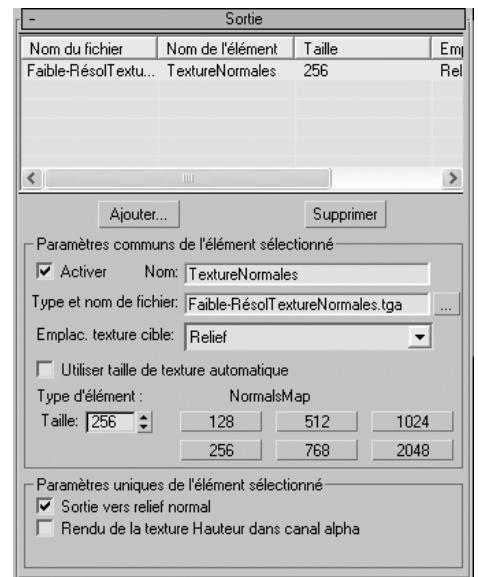 - Sortie
Nom du fichier Nom de l'élément Taille Em
Faible-RésolTextu... TextureNormales 256 Rel
Ajouter... Supprimer
Paramètres communs de l'élément sélectionné
Activer Nom: TextureNormales
Type et nom de fichier: Faible-RésolTextureNormales.tga ...
Emplac. texture cible: Relief
Utiliser taille de texture automatique
Type d'élément : NormalsMap
Taille: 256 128 512 1024
256 768 2048
Paramètres uniques de l'élément sélectionné
Sortie vers relief normal
Rendu de la texture Hauteur dans canal alpha